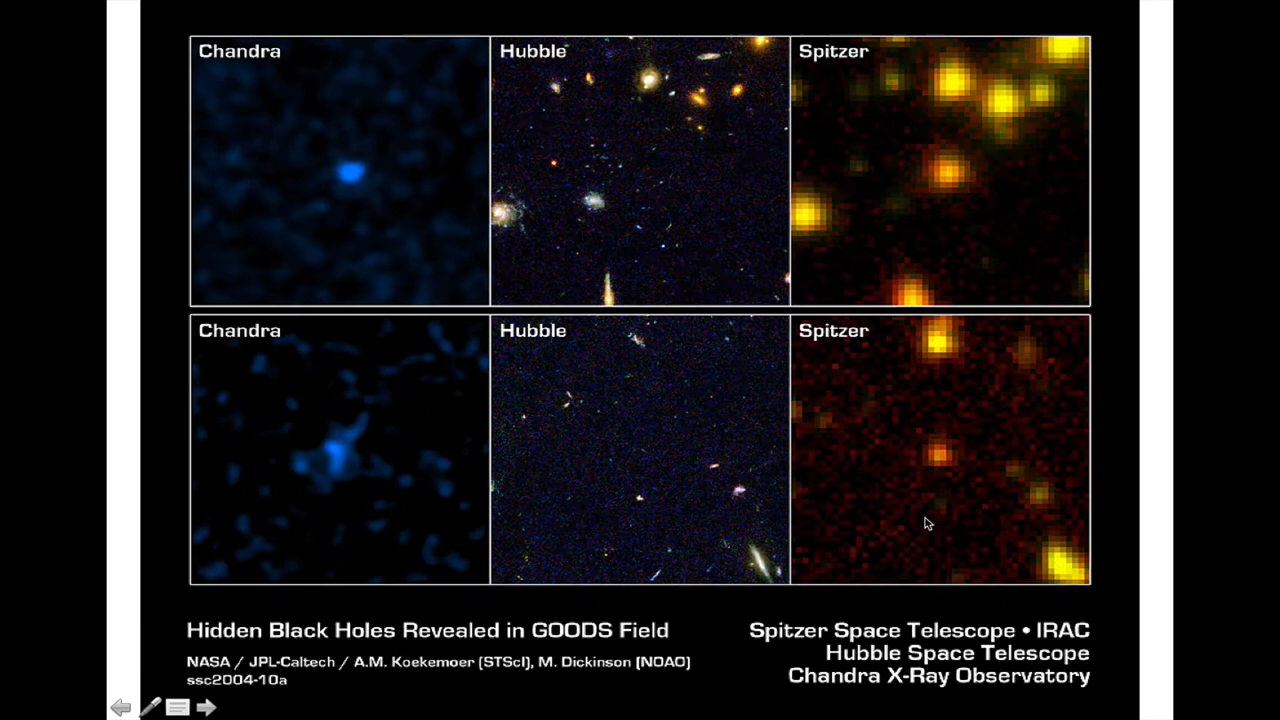 Chandra
Hubble
Spitzer
Chandra
Hubble
Spitzer
Hidden Black Holes Revealed in GOODS Field
NASA / JPL-Caltech / A.M. Koekemoer (STScI), M. Dickinson (NOAO)
ssc2004-10a
Spitzer Space Telescope • IRAC
Hubble Space Telescope
Chandra X-Ray Observatory